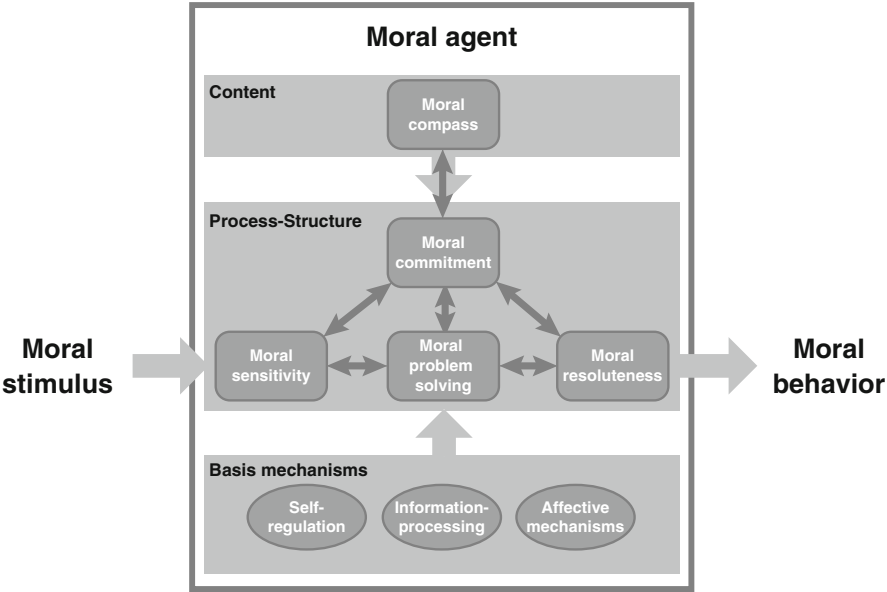 Moral agent
Content
Moral
compass
Process-Structure
Moral
commitment
Moral
stimulus
Moral
sensitivity
Moral
problem
solving
Moral
resoluteness
Moral
behavior
Basis mechanisms
Self-
regulation
Information-
processing
Affective
mechanisms